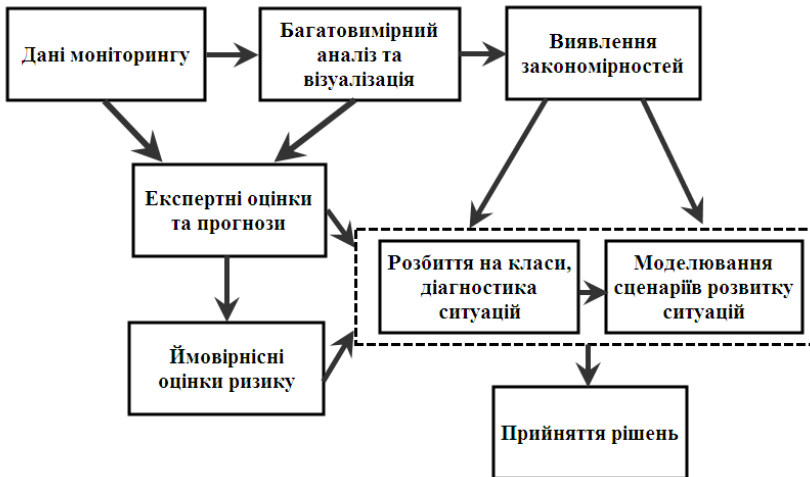 Дані моніторингу
Багатовимірний
аналіз та
візуалізація
Виявлення
закономірностей
Експертні оцінки
та прогнози
Розбиття на класи,
діагностика
ситуацій
Моделювання
сценаріїв розвитку
ситуацій
Ймовірнісні
оцінки ризику
Прийняття рішень